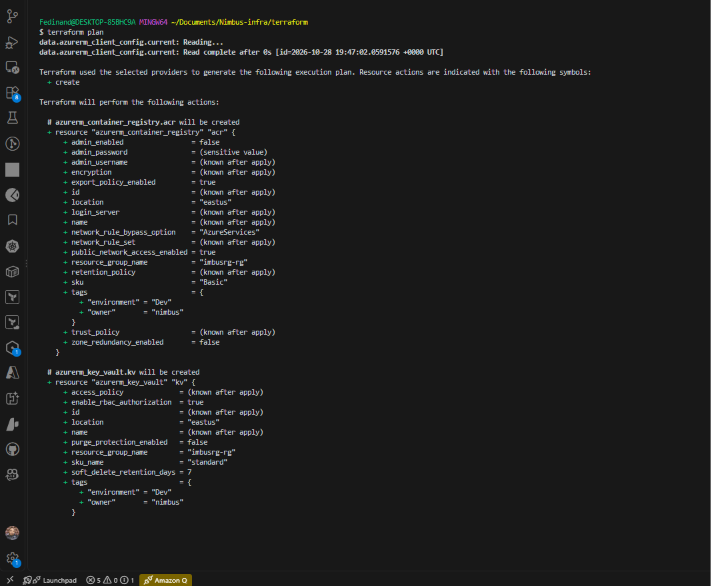 Fedinand@DESKTOP-85BHC9A MINGW64 ~/Documents/Nimbus-infra/terraform
$ terraform plan
data.azurerm_client_config.current: Reading...
data.azurerm_client_config.current: Read complete after 0s [id=2026-10-28 19:47:02.0591576 +0000 UTC]
Terraform used the selected providers to generate the following execution plan. Resource actions are indicated with the following symbols:
+ create
Terraform will perform the following actions:
# azurerm_container_registry.acr will be created
+ resource "azurerm_container_registry" "acr" {
+ admin_enabled = false
+ admin_password = (sensitive value)
+ admin_username = (known after apply)
+ encryption = (known after apply)
+ export_policy_enabled = true
+ id = (known after apply)
+ location = "eastus"
+ login_server = (known after apply)
+ name = (known after apply)
+ network_rule_bypass_option = "AzureServices"
+ network_rule_set = (known after apply)
+ public_network_access_enabled = true
+ resource_group_name = "imbusrg-rg"
+ retention_policy = (known after apply)
+ sku = "Basic"
+ tags = {
+ "environment" = "Dev"
+ "owner" = "nimbus"
}
+ trust_policy = (known after apply)
+ zone_redundancy_enabled = false
}
# azurerm_key_vault.kv will be created
+ resource "azurerm_key_vault" "kv" {
+ access_policy = (known after apply)
+ enable_rbac_authorization = true
+ id = (known after apply)
+ location = "eastus"
+ name = (known after apply)
+ purge_protection_enabled = false
+ resource_group_name = "imbusrg-rg"
+ sku_name = "standard"
+ soft_delete_retention_days = 7
+ tags = {
+ "environment" = "Dev"
+ "owner" = "nimbus"
}
Launchpad 5 0 1 Amazon Q